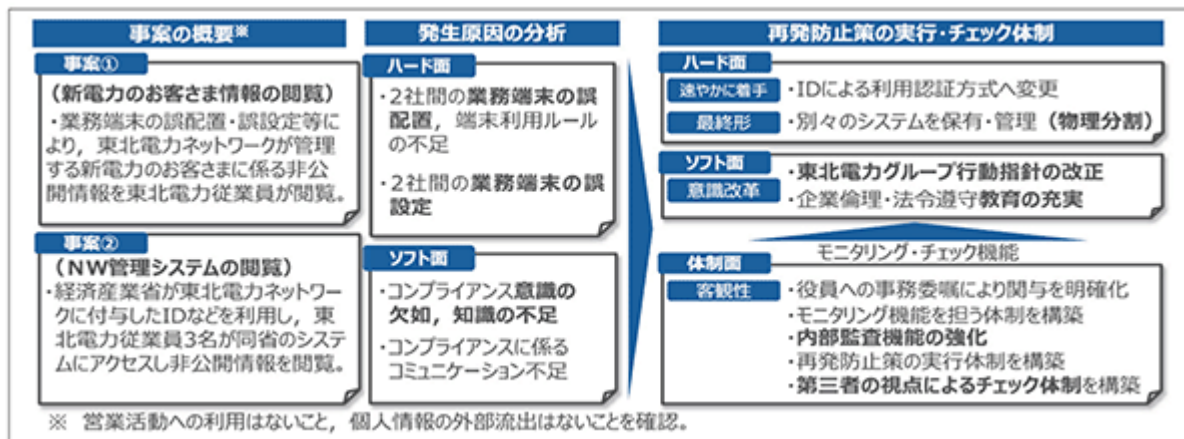 事案の概要※
事案①
（新電力のお客さま情報の閲覧）
・業務端末の誤配置・誤設定等に
より，東北電力ネットワークが管理
する新電力のお客さまに係る非公
開情報を東北電力従業員が閲覧。
事案②
（NW管理システムの閲覧）
・経済産業省が東北電力ネットワー
クに付与したIDなどを利用し，東
北電力従業員3名が同省のシステ
ムにアクセスし非公開情報を閲覧。
発生原因の分析
ハード面
・2社間の業務端末の誤
配置，端末利用ルール
の不足
・2社間の業務端末の誤
設定
ソフト面
・コンプライアンス意識の
欠如，知識の不足
・コンプライアンスに係る
コミュニケーション不足
再発防止策の実行・チェック体制
ハード面
速やかに着手
・IDによる利用認証方式へ変更
最終形
・別々のシステムを保有・管理（物理分割）
ソフト面
意識改革
・東北電力グループ行動指針の改正
・企業倫理・法令遵守教育の充実
モニタリング・チェック機能
体制面
客観性
・役員への事務委嘱により関与を明確化
・モニタリング機能を担う体制を構築
・内部監査機能の強化
・再発防止策の実行体制を構築
・第三者の視点によるチェック体制を構築
※ 営業活動への利用はないこと，個人情報の外部流出はないことを確認。